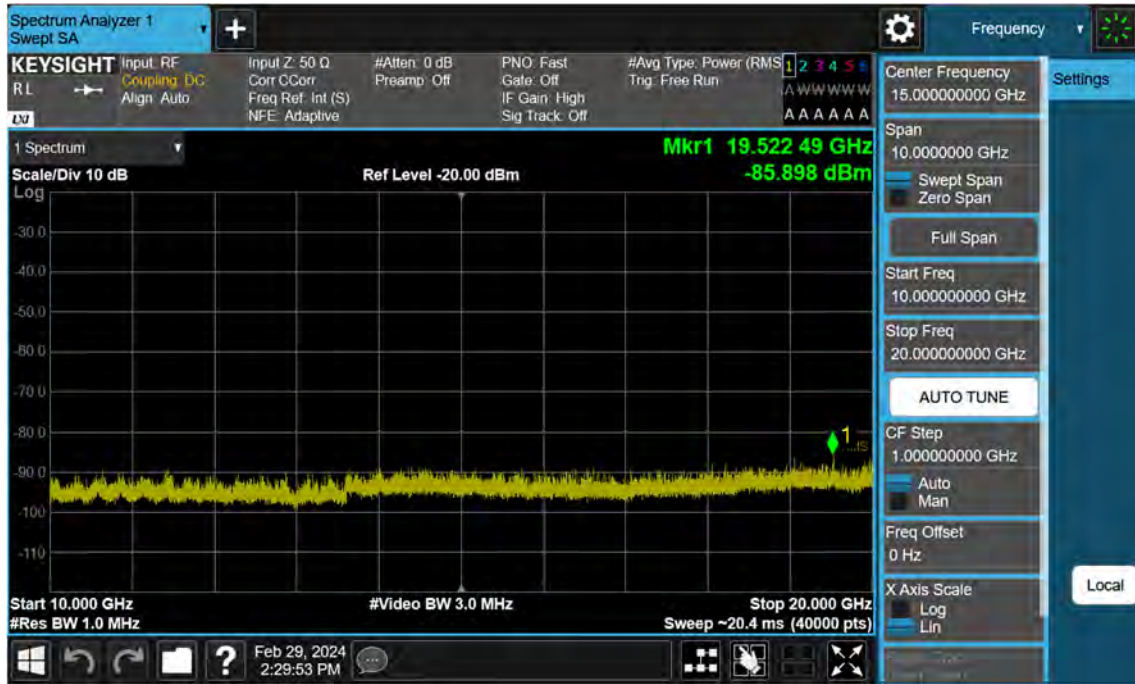 Spectrum Analyzer 1
Swept SA
Frequency
KEYSIGHT
RL
LXI
Input: RF
Coupling: DC
Align: Auto
Input Z: 50 Ω
Corr CCorr
Freq Ref: Int (S)
NFE: Adaptive
#Atten: 0 dB
Preamp: Off
PNO: Fast
Gate: Off
IF Gain: High
Sig Track: Off
#Avg Type: Power (RMS
Trig: Free Run
1 2 3 4 5 6
A W W W W W
A A A A A A
1 Spectrum
Mkr1 19.522 49 GHz
-85.898 dBm
Scale/Div 10 dB
Ref Level -20.00 dBm
Log
-30.0
-40.0
-50.0
-60.0
-70.0
-80.0
-90.0
-100
-110
1
Start 10.000 GHz
#Video BW 3.0 MHz
Stop 20.000 GHz
#Res BW 1.0 MHz
Sweep ~20.4 ms (40000 pts)
Feb 29, 2024
2:29:53 PM
Center Frequency
15.000000000 GHz
Span
10.0000000 GHz
Swept Span
Zero Span
Full Span
Start Freq
10.000000000 GHz
Stop Freq
20.000000000 GHz
AUTO TUNE
CF Step
1.000000000 GHz
Auto
Man
Freq Offset
0 Hz
X Axis Scale
Log
Lin
Settings
Local